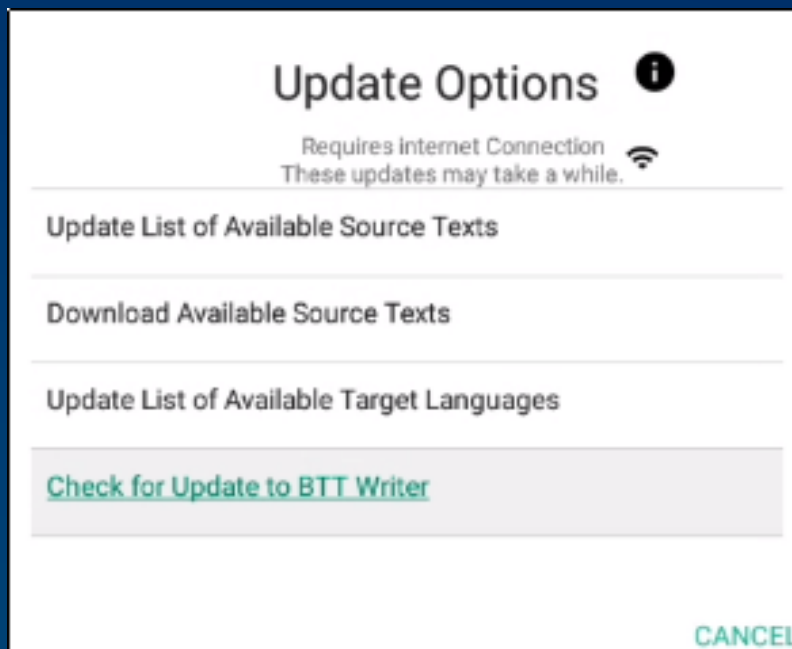 Update Options
Requires internet Connection
These updates may take a while.
Update List of Available Source Texts
Download Available Source Texts
Update List of Available Target Languages
Check for Update to BTT Writer
CANCEL